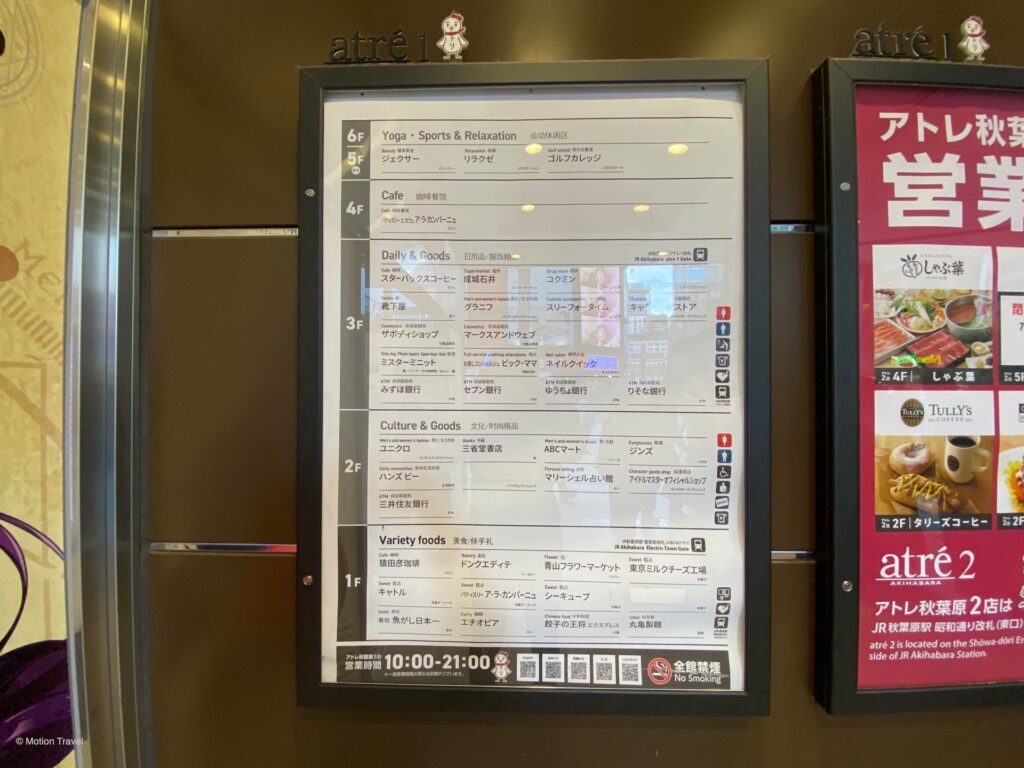 atré 1
6F
5F
Yoga・Sports & Relaxation 运动休闲区
Beauty
ジェクサー
Relaxation
リラクゼ
Golf school
ゴルフカレッジ
4F
Cafe 咖啡餐馆
Cafe
パティスリー エ カフェ ア・ラ・カンパーニュ
3F
Daily & Goods
JR Akihabara atre 1 Gate
Cafe
スターバックスコーヒー
Supermarket
成城石井
Drug store
コクミン
Socks
靴下屋
Men's and women's fashion
グラニフ
Fashion accessories
スリーフォータイム
Cosmetics
ザボディショップ
Cosmetics
マークスアンドウェブ
ミスターミニット
ビック・ママ
Nail salon
ネイルクイック
ATM
みずほ銀行
ATM
セブン銀行
ATM
ゆうちょ銀行
ATM
りそな銀行
2F
Culture & Goods 文化/时尚精品
Men's and women's fashion
ユニクロ
Books
三省堂書店
Men's and women's shoes
ABCマート
Eyeglasses
ジンズ
Daily necessities
ハンズ ビー
Fortune telling
マリーシェル占い館
Character goods shop
アイドルマスターオフィシャルショップ
ATM
三井住友銀行
1F
Variety foods 美食/伴手礼
JR Akihabara Electric Town Gate
Cafe
猿田彦珈琲
Bakery
ドンクエディテ
Flower
青山フラワーマーケット
Sweet
東京ミルクチーズ工場
Sweet
キャトル
Sweet
パティスリー ア・ラ・カンパーニュ
Sweet
シーキューブ
Sushi
寿司 魚がし日本一
Curry
エチオピア
Chinese food
餃子の王将 エクスプレス
Udon
丸亀製麺
アトレ秋葉原1の
営業時間 10:00-21:00
全館禁煙
No Smoking
atré 1
アトレ秋葉
営業
しゃぶ葉
4F | しゃぶ葉
TULLY'S
COFFEE
2F | タリーズコーヒー
atré 2
AKIHABARA
アトレ秋葉原2店は
JR 秋葉原駅 昭和通り改札(東口)
atré 2 is located on the Shōwa-dōri En
side of JR Akihabara Station.
© Motion Travel